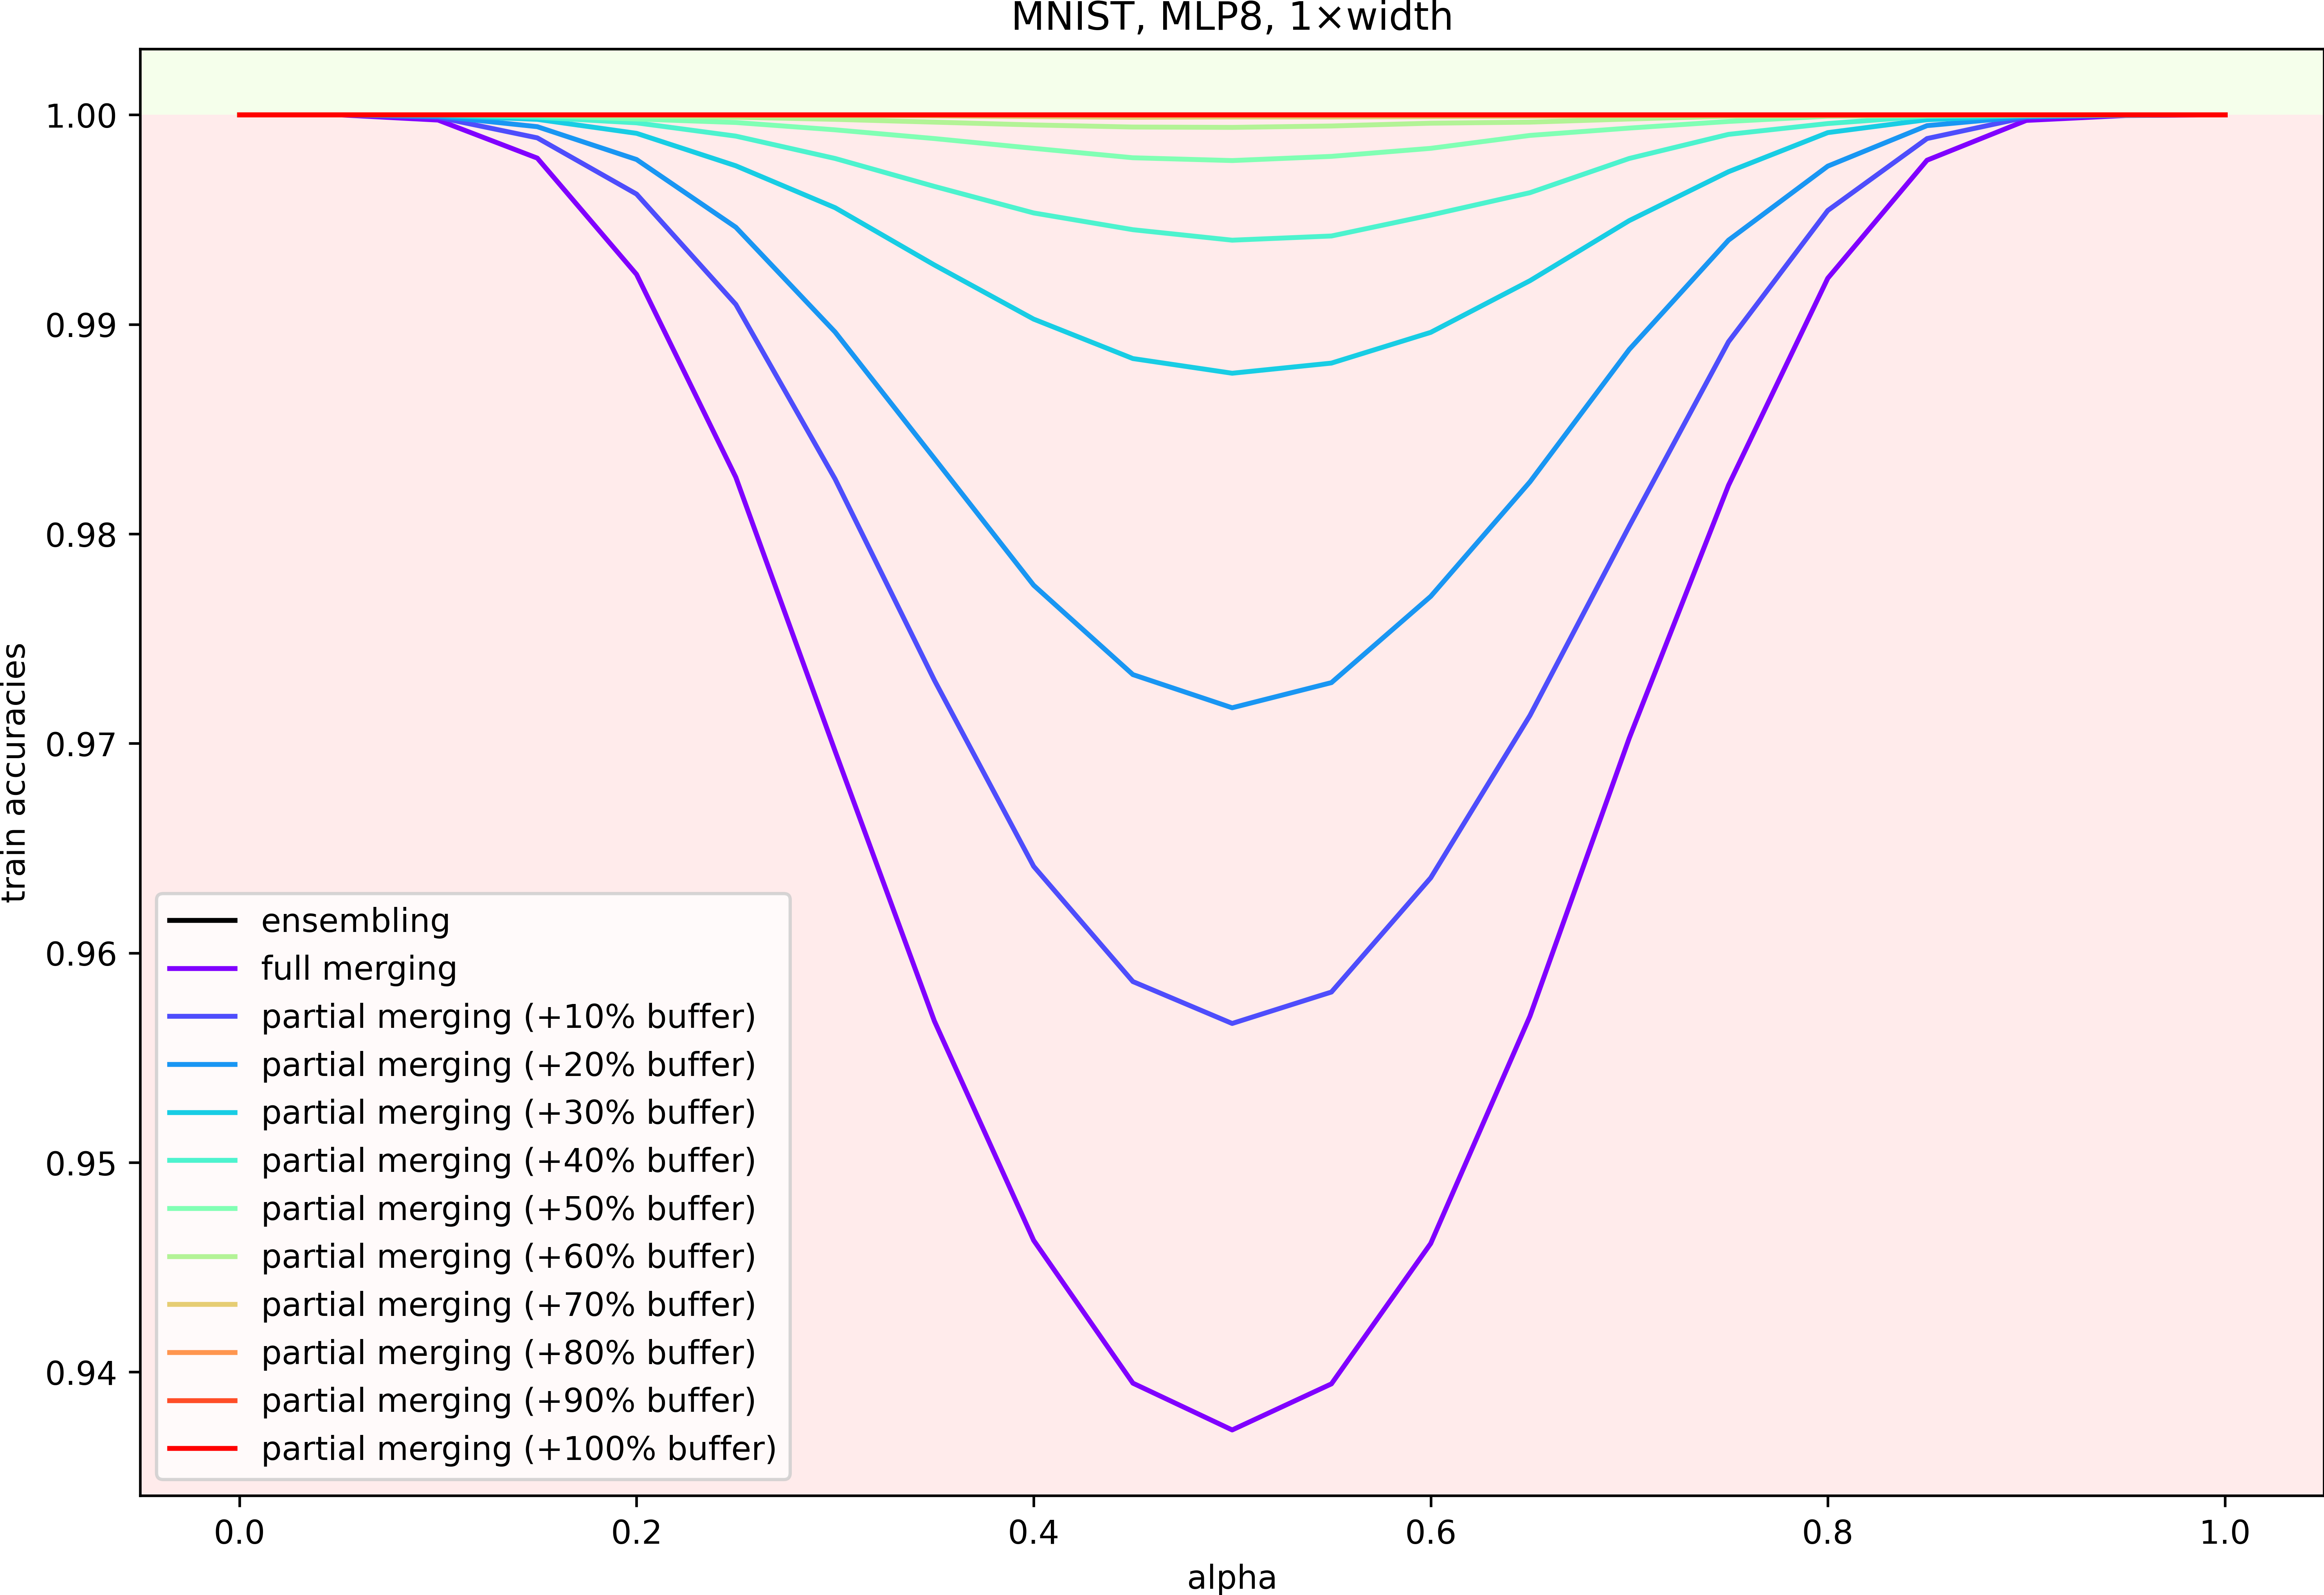 MNIST, MLP8, 1×width
1.00
0.99
0.98
0.97
0.96
0.95
0.94
train accuracies
ensembling
full merging
partial merging (+10% buffer)
partial merging (+20% buffer)
partial merging (+30% buffer)
partial merging (+40% buffer)
partial merging (+50% buffer)
partial merging (+60% buffer)
partial merging (+70% buffer)
partial merging (+80% buffer)
partial merging (+90% buffer)
partial merging (+100% buffer)
0.0 0.2 0.4 0.6 0.8 1.0
alpha